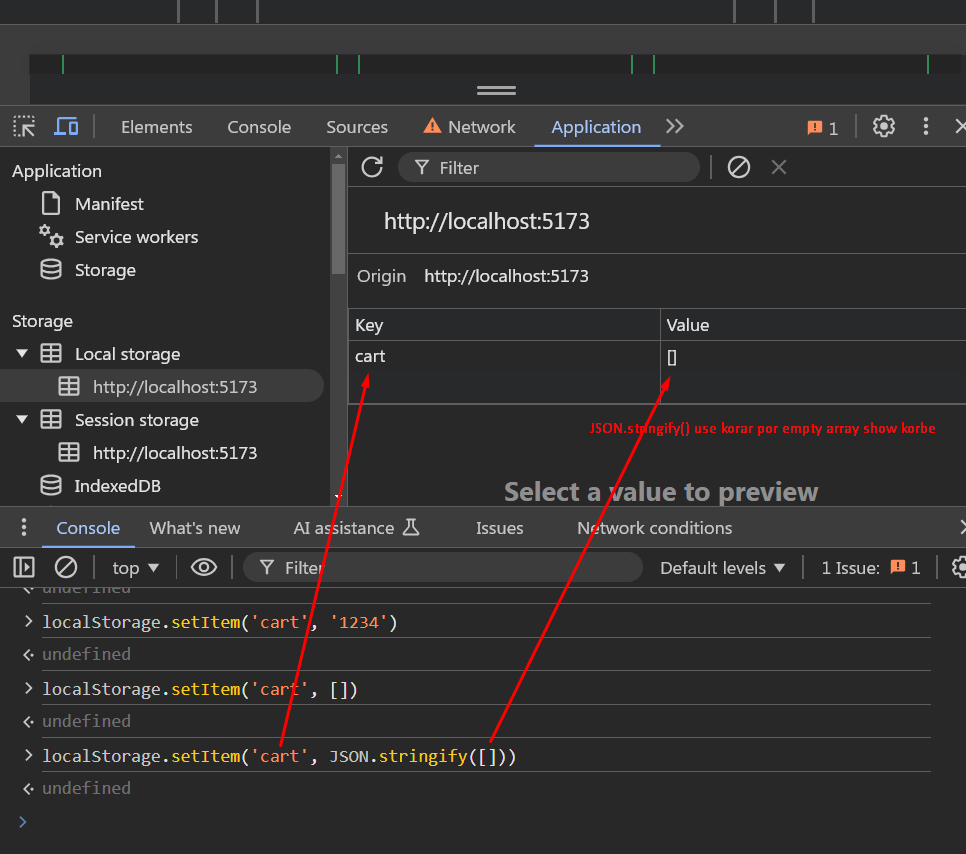 Elements Console Sources Network Application 1
Application
Filter
Manifest
http://localhost:5173
Service workers
Storage
Origin http://localhost:5173
Storage
Key Value
Local storage
cart []
http://localhost:5173
Session storage
JSON.stringify() use korar por empty array show korbe
http://localhost:5173
IndexedDB
Select a value to preview
Console What's new AI assistance Issues Network conditions
top Filter Default levels 1 Issue: 1
undefined
localStorage.setItem('cart', '1234')
undefined
localStorage.setItem('cart', [])
undefined
localStorage.setItem('cart', JSON.stringify([]))
undefined